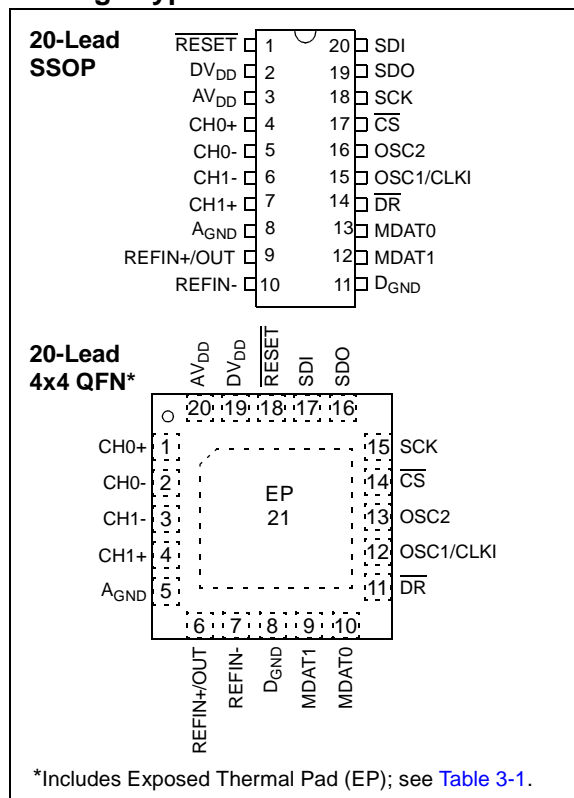 20-Lead
SSOP
RESET 1 20 SDI
DVDD 2 19 SDO
AVDD 3 18 SCK
CH0+ 4 17 CS
CH0- 5 16 OSC2
CH1- 6 15 OSC1/CLKI
CH1+ 7 14 DR
AGND 8 13 MDAT0
REFIN+/OUT 9 12 MDAT1
REFIN- 10 11 DGND
20-Lead
4x4 QFN*
AVDD DVDD RESET SDI SDO
20 19 18 17 16
CH0+ 1 15 SCK
CH0- 2 14 CS
EP
21
CH1- 3 13 OSC2
CH1+ 4 12 OSC1/CLKI
AGND 5 11 DR
6 7 8 9 10
REFIN+/OUT REFIN- DGND MDAT1 MDAT0
*Includes Exposed Thermal Pad (EP); see Table 3-1.